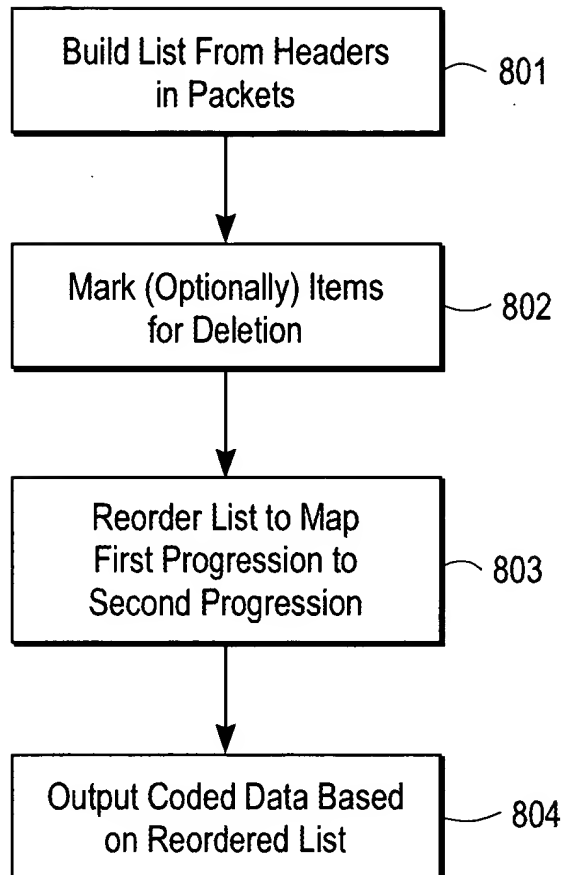 Build List From Headers
in Packets
801
Mark (Optionally) Items
for Deletion
802
Reorder List to Map
First Progression to
Second Progression
803
Output Coded Data Based
on Reordered List
804